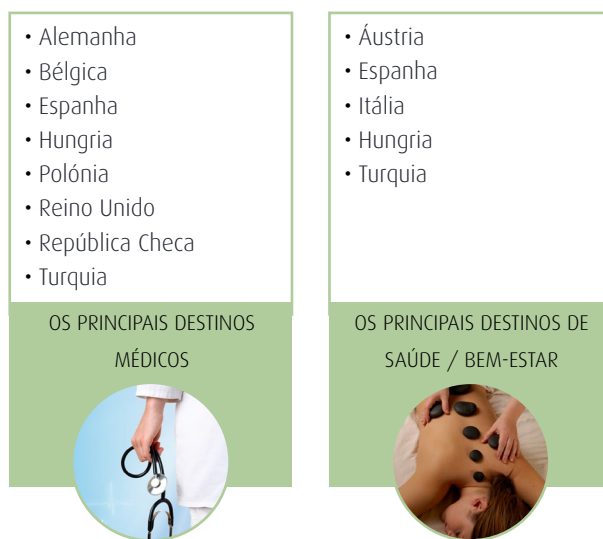 • Alemanha
• Bélgica
• Espanha
• Hungria
• Polónia
• Reino Unido
• República Checa
• Turquia
OS PRINCIPAIS DESTINOS
MÉDICOS
• Áustria
• Espanha
• Itália
• Hungria
• Turquia
OS PRINCIPAIS DESTINOS DE
SAÚDE / BEM-ESTAR